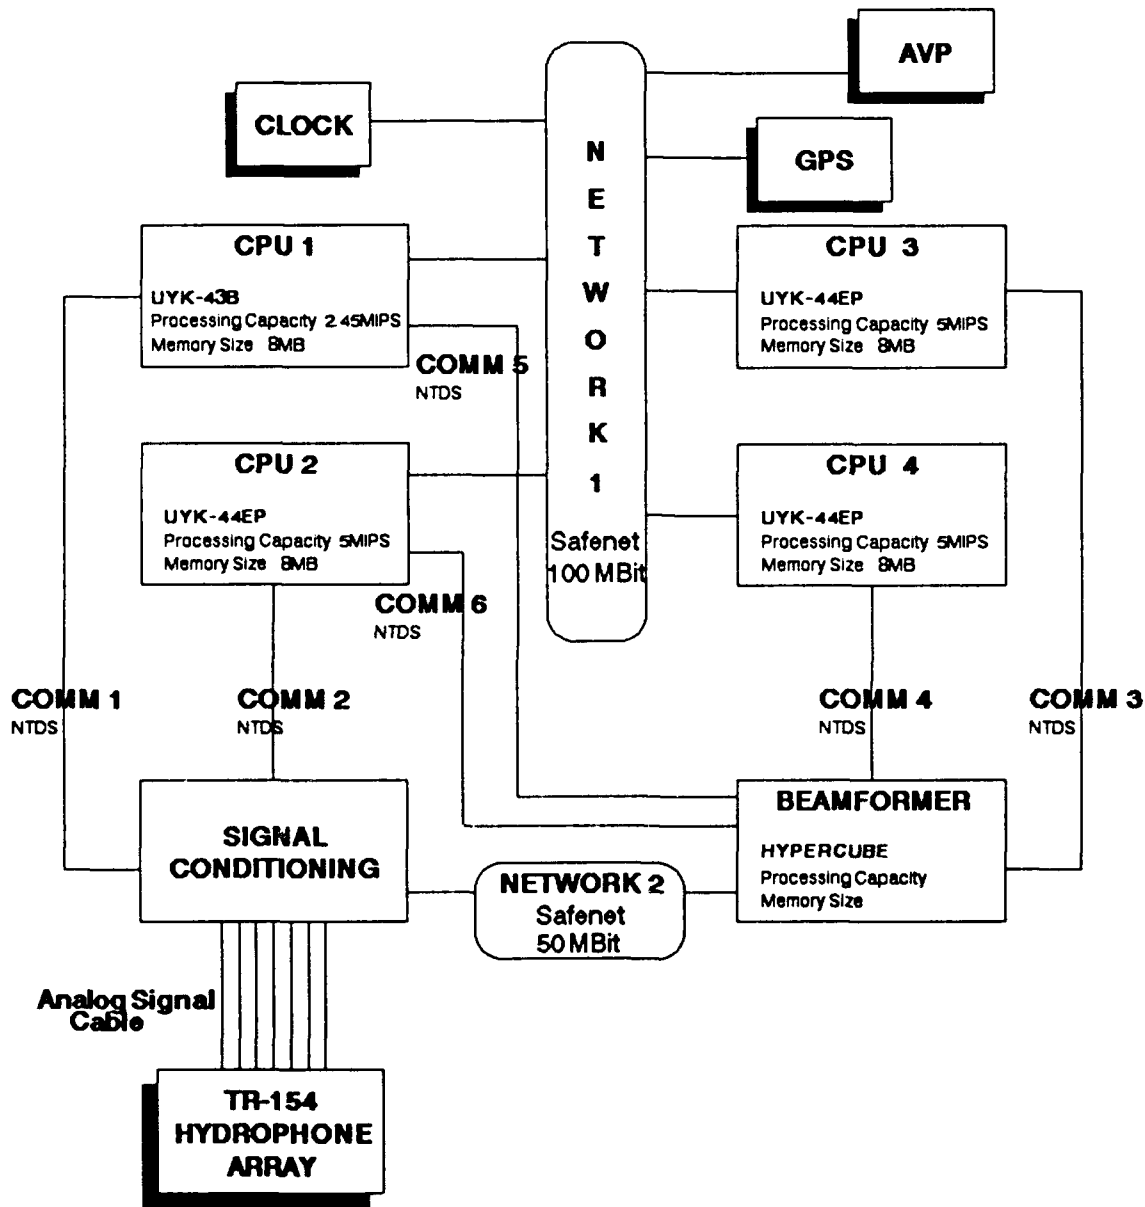 AVP
CLOCK
GPS
NETWORK 1
Safenet
100 MBit
CPU 1
UYK-43B
Processing Capacity 2.45MIPS
Memory Size 8MB
COMM 5
NTDS
CPU 3
UYK-44EP
Processing Capacity 5MIPS
Memory Size 8MB
CPU 2
UYK-44EP
Processing Capacity 5MIPS
Memory Size 8MB
COMM 6
NTDS
CPU 4
UYK-44EP
Processing Capacity 5MIPS
Memory Size 8MB
COMM 1
NTDS
COMM 2
NTDS
COMM 4
NTDS
COMM 3
NTDS
SIGNAL
CONDITIONING
NETWORK 2
Safenet
50 MBit
BEAMFORMER
HYPERCUBE
Processing Capacity
Memory Size
Analog Signal
Cable
TR-154
HYDROPHONE
ARRAY